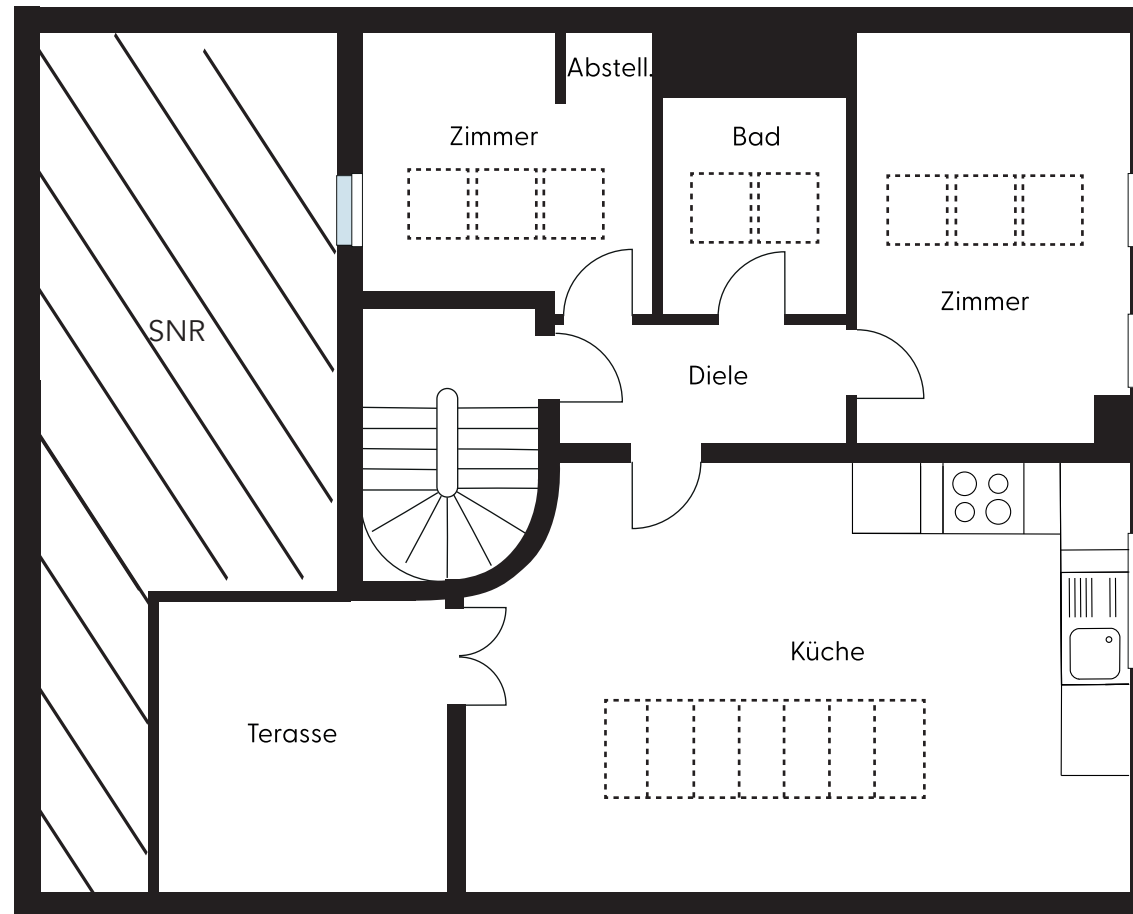 Abstell.
Zimmer
Bad
Zimmer
SNR
Diele
Küche
Terasse